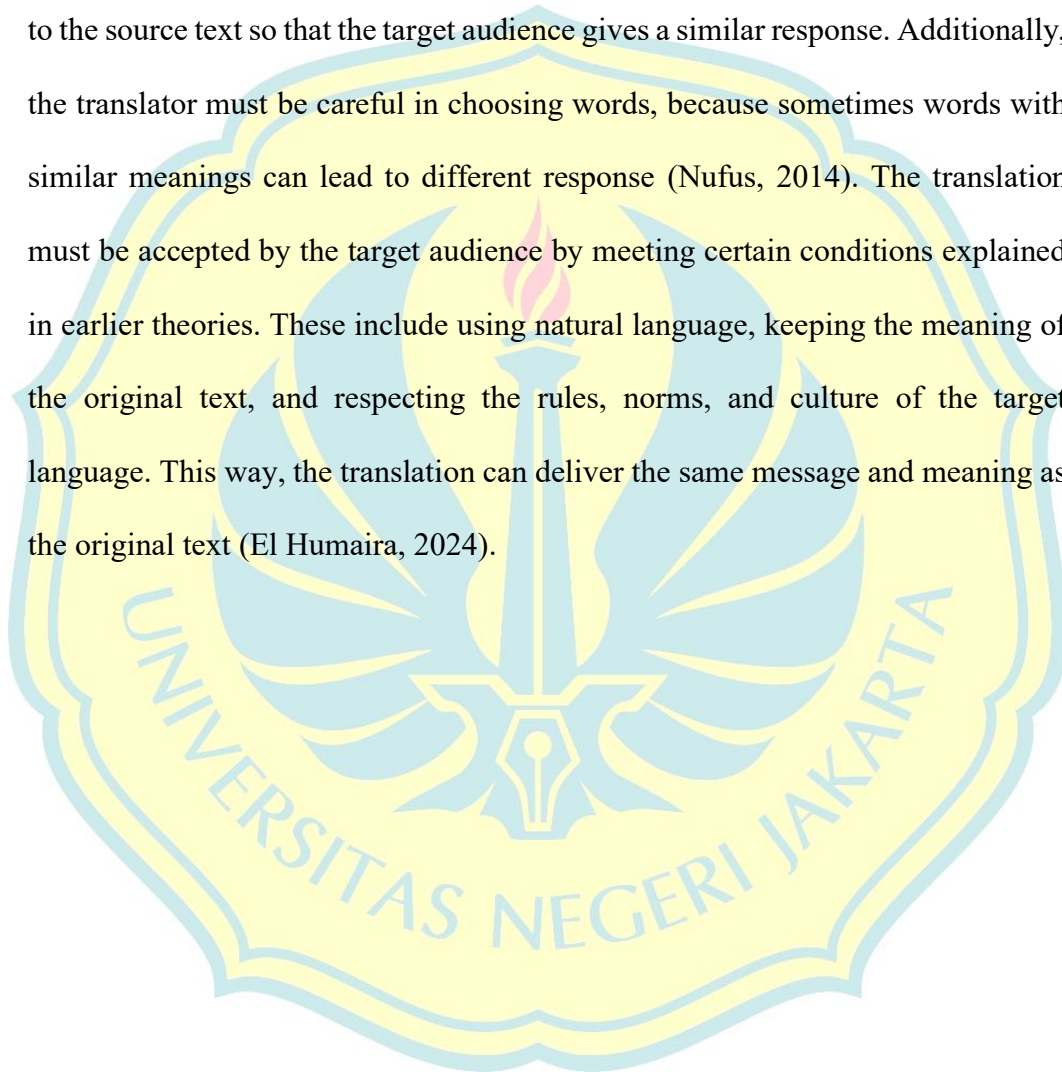 to the source text so that the target audience gives a similar response. Additionally,
the translator must be careful in choosing words, because sometimes words with
similar meanings can lead to different response (Nufus, 2014). The translation
must be accepted by the target audience by meeting certain conditions explained
in earlier theories. These include using natural language, keeping the meaning of
the original text, and respecting the rules, norms, and culture of the target
language. This way, the translation can deliver the same message and meaning as
the original text (El Humaira, 2024).
UNIVERSITAS NEGERI JAKARTA